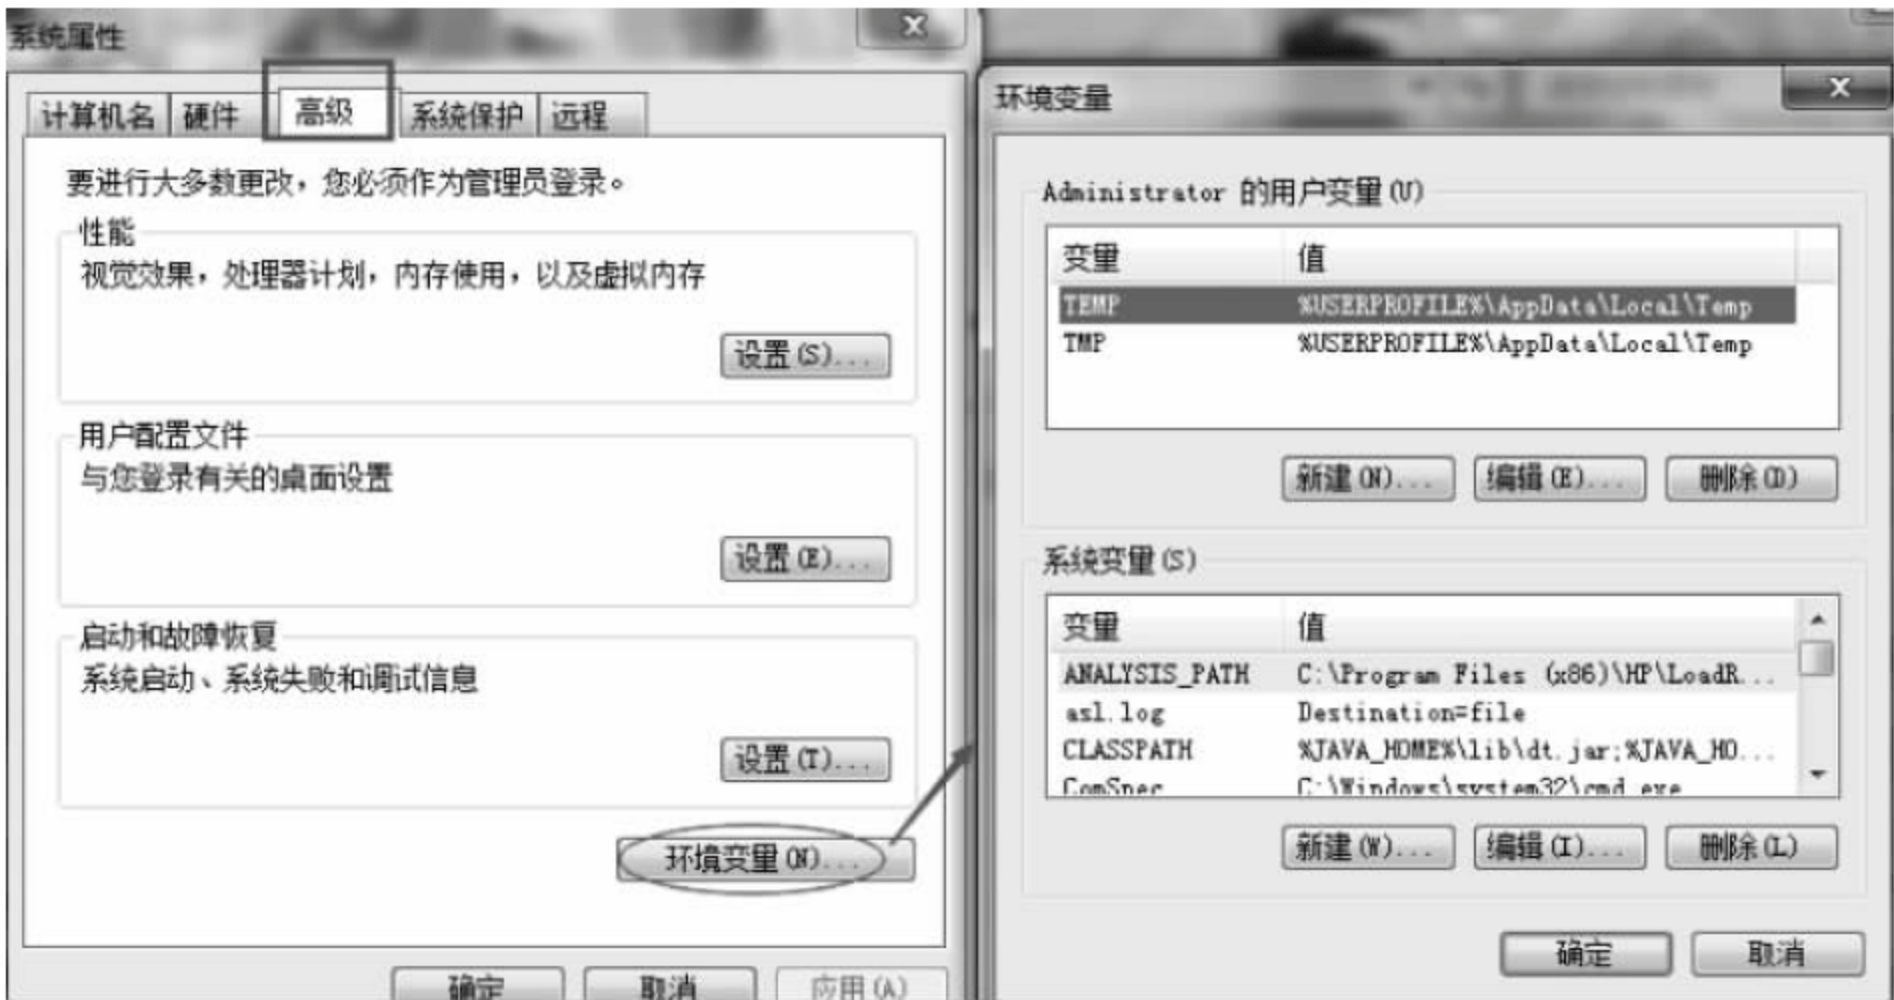 系统属性
计算机名 硬件 高级 系统保护 远程
要进行大多数更改，您必须作为管理员登录。
性能
视觉效果，处理器计划，内存使用，以及虚拟内存
设置(S)...
用户配置文件
与您登录有关的桌面设置
设置(E)...
启动和故障恢复
系统启动、系统失败和调试信息
设置(T)...
环境变量(N)...
确定 取消 应用(A)
环境变量
Administrator 的用户变量(U)
变量 值
TEMP %USERPROFILE%\AppData\Local\Temp
TMP %USERPROFILE%\AppData\Local\Temp
新建(N)... 编辑(E)... 删除(D)
系统变量(S)
变量 值
ANALYSIS_PATH C:\Program Files (x86)\HP\LoadR...
asl.log Destination=file
CLASSPATH %JAVA_HOME%\lib\dt.jar;%JAVA_HO...
ComSpec C:\Windows\system32\cmd.exe
新建(W)... 编辑(I)... 删除(L)
确定 取消